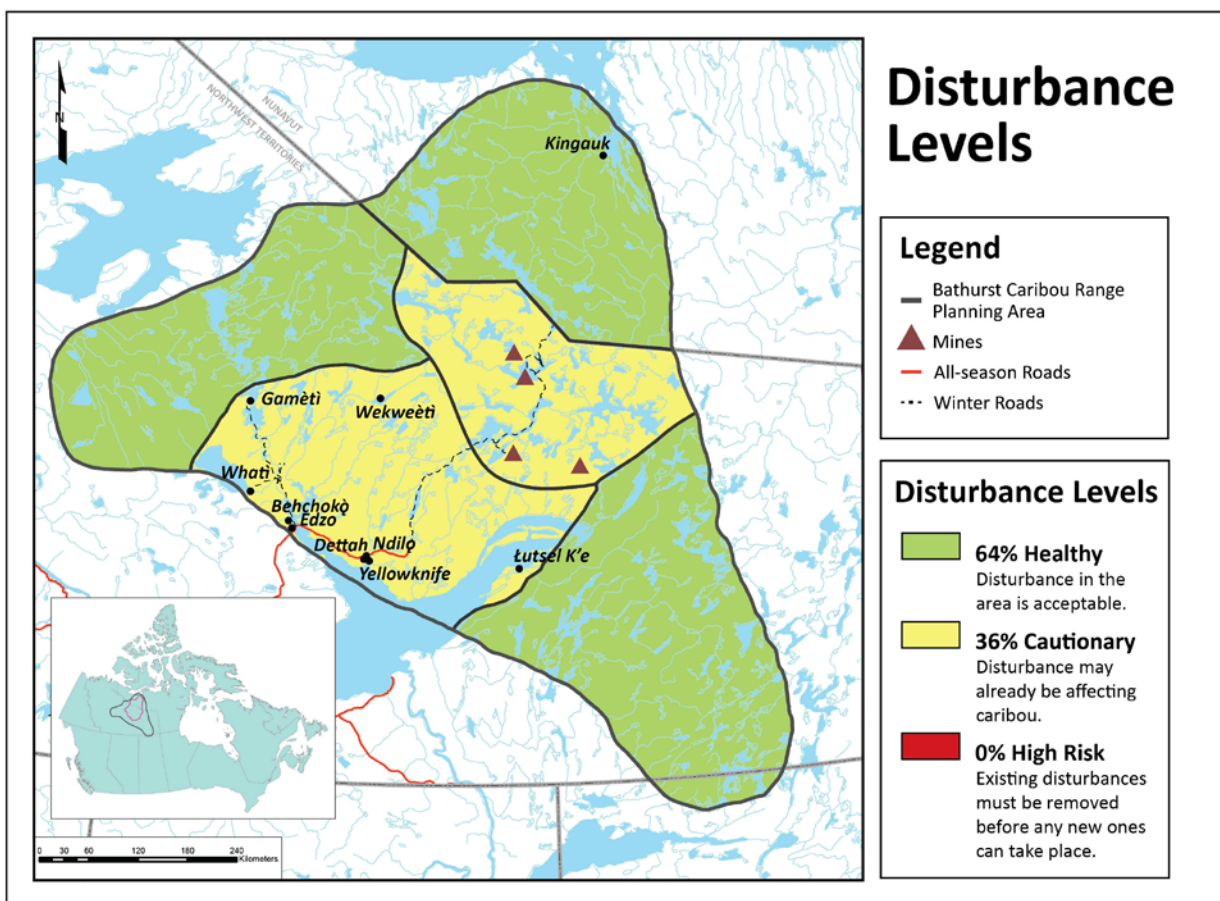 Disturbance
Levels
NUNAVUT
NORTHWEST TERRITORIES
N
Kingauk
Gamètì
Wekweètì
Whatì
Behchokǫ̀
Edzo
Dettah
Ndilǫ
Yellowknife
Łutsel K'e
0 30 60 120 180 240
Kilometers
Legend
Bathurst Caribou Range
Planning Area
Mines
All-season Roads
Winter Roads
Disturbance Levels
64% Healthy
Disturbance in the
area is acceptable.
36% Cautionary
Disturbance may
already be affecting
caribou.
0% High Risk
Existing disturbances
must be removed
before any new ones
can take place.